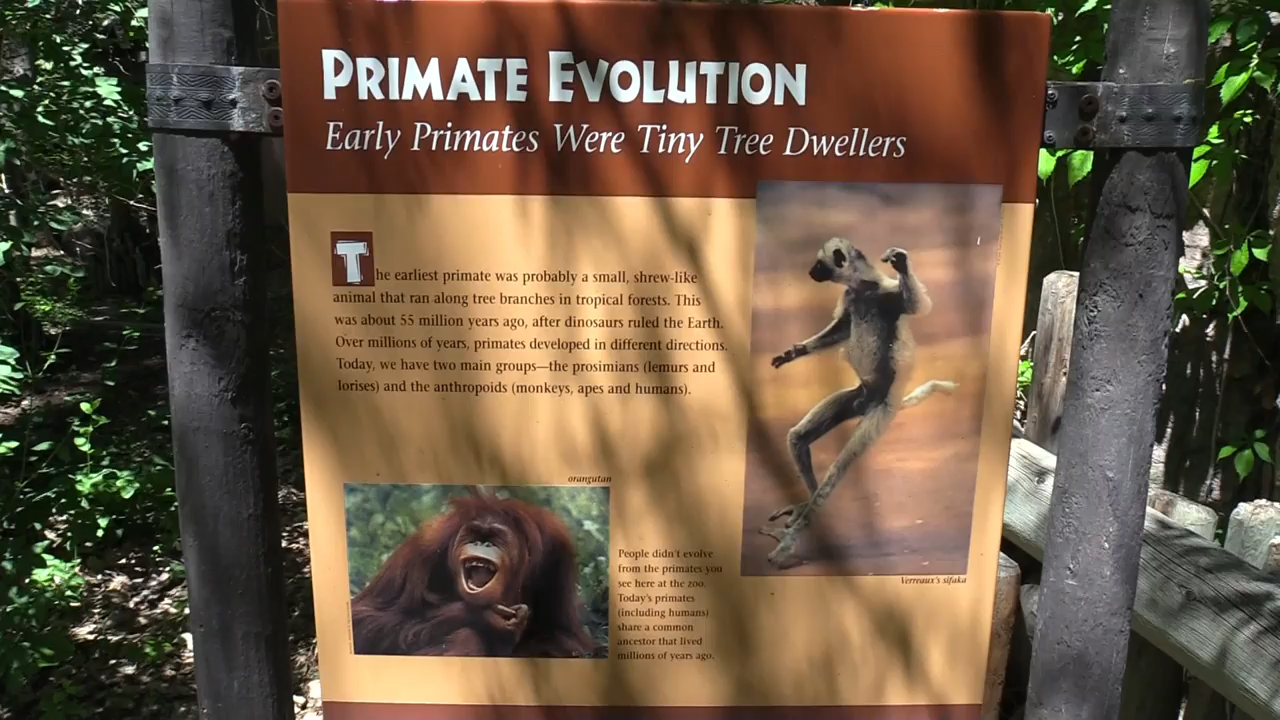 PRIMATE EVOLUTION
Early Primates Were Tiny Tree Dwellers
The earliest primate was probably a small, shrew-like
animal that ran along tree branches in tropical forests. This
was about 55 million years ago, after dinosaurs ruled the Earth.
Over millions of years, primates developed in different directions.
Today, we have two main groups—the prosimians (lemurs and
lorises) and the anthropoids (monkeys, apes and humans).
orangutan
People didn't evolve
from the primates you
see here at the zoo.
Today's primates
(including humans)
share a common
ancestor that lived
millions of years ago.
Verreaux's sifaka